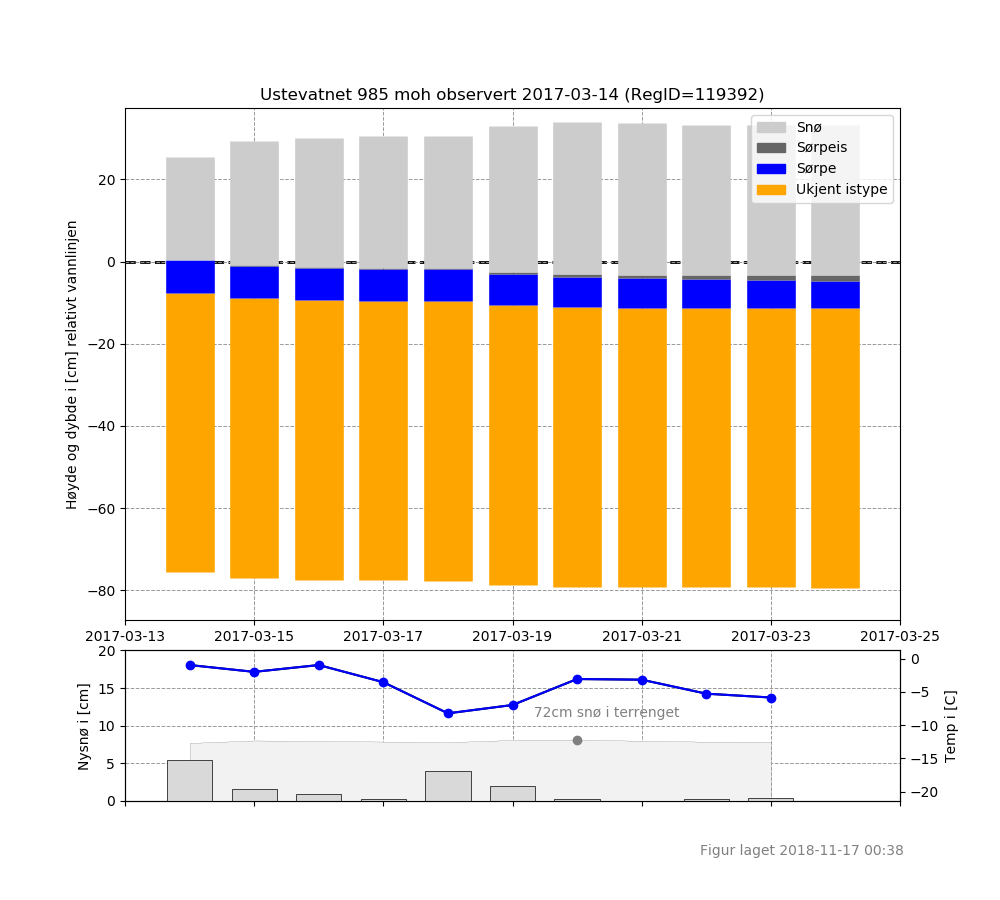 Ustevatnet 985 moh observert 2017-03-14 (RegID=119392)
Snø
Sørpeis
Sørpe
Ukjent istype
Høyde og dybde i [cm] relativt vannlinjen
20
0
−20
−40
−60
−80
2017-03-13 2017-03-15 2017-03-17 2017-03-19 2017-03-21 2017-03-23 2017-03-25
Nysnø i [cm]
20
15
10
5
0
72cm snø i terrenget
0
−5
−10
−15
−20
Temp i [C]
Figur laget 2018-11-17 00:38